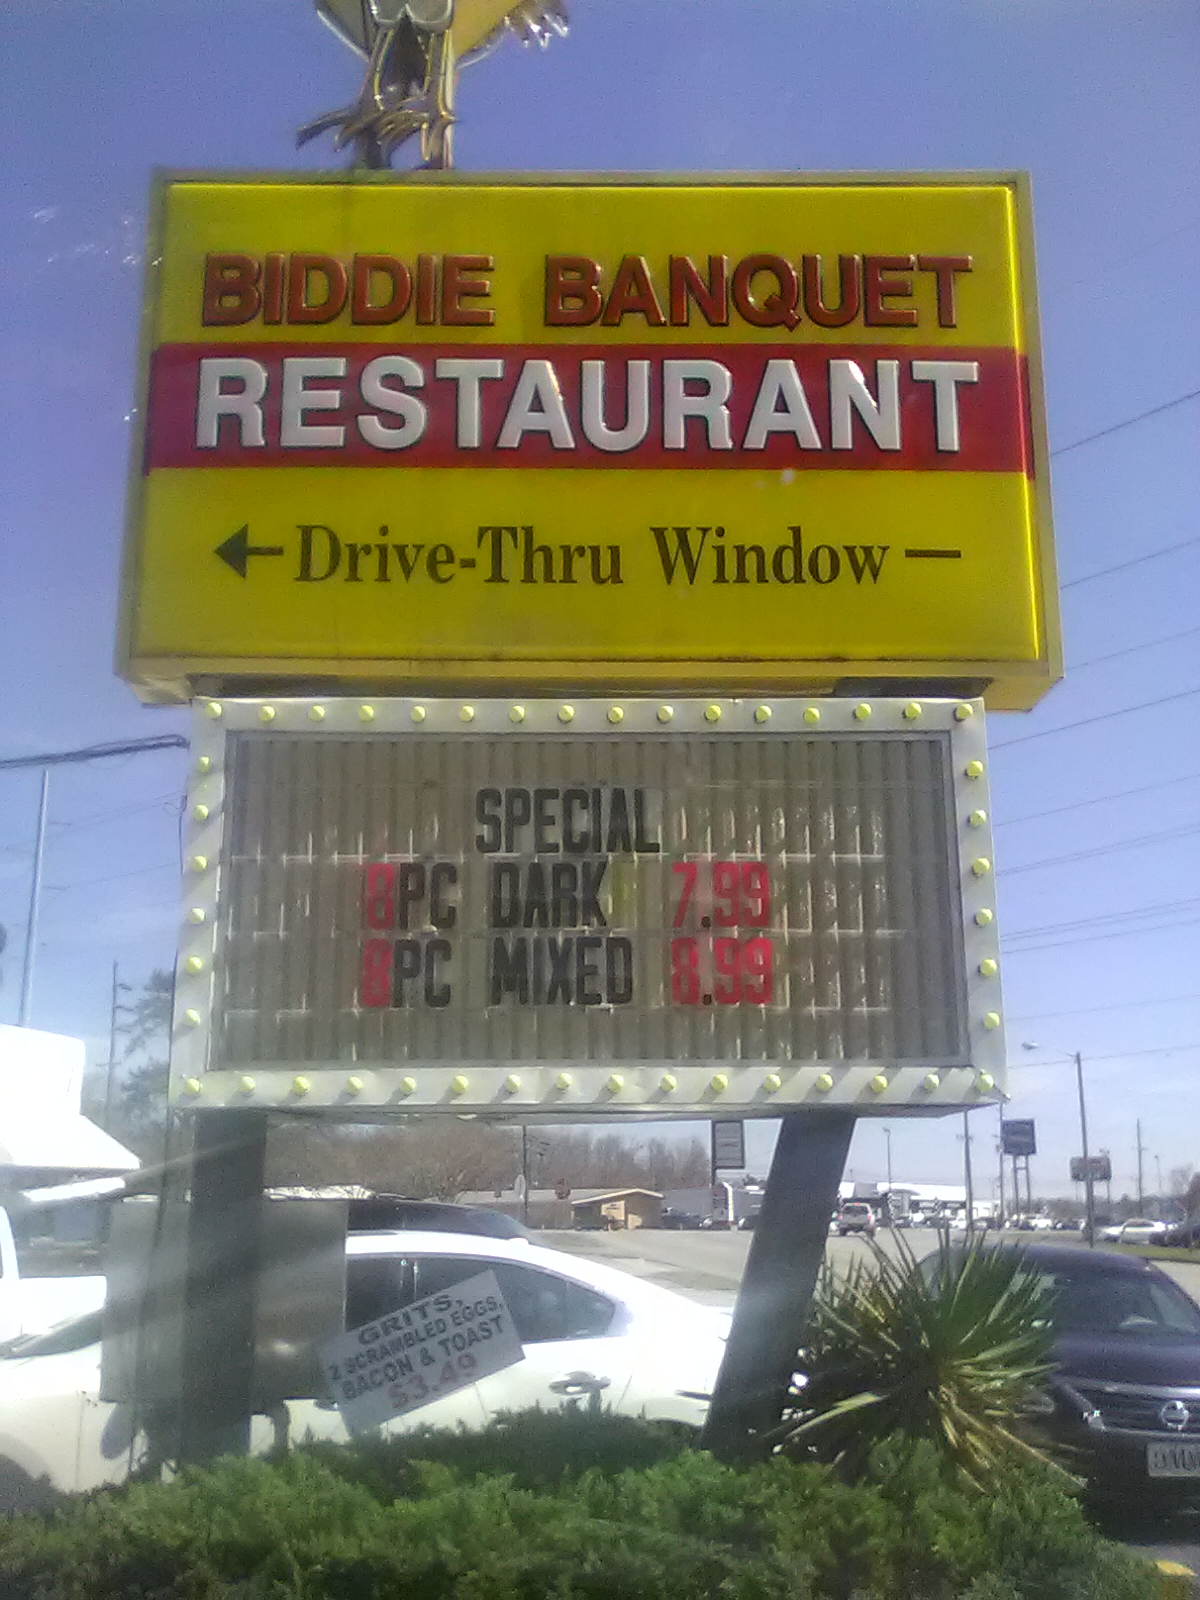 BIDDIE BANQUET
RESTAURANT
Drive-Thru Window
SPECIAL
8PC DARK 7.99
8PC MIXED 8.99
GRITS,
2 SCRAMBLED EGGS,
BACON & TOAST
$3.49